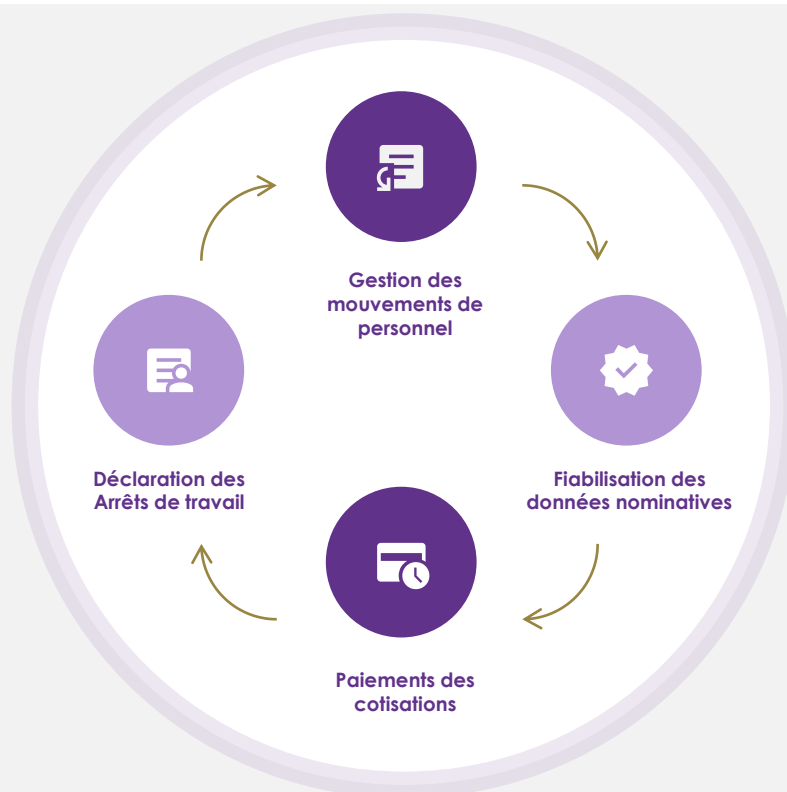 Gestion des
mouvements de
personnel
Déclaration des
Arrêts de travail
Fiabilisation des
données nominatives
Paiements des
cotisations